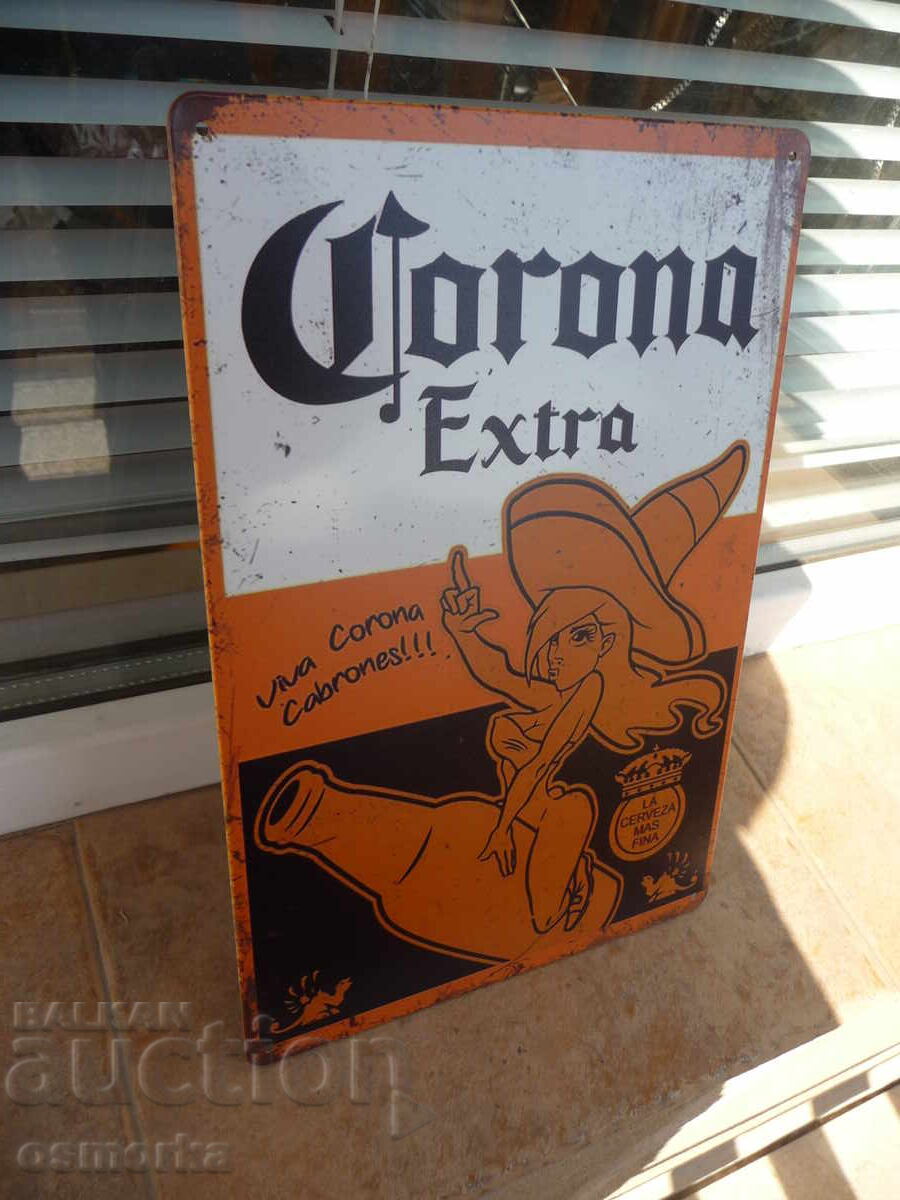 Corona
Extra
Viva Corona
Cabrones!!!
LA
CERVEZA
MAS
FINA
BALKAN
auction
osmorka